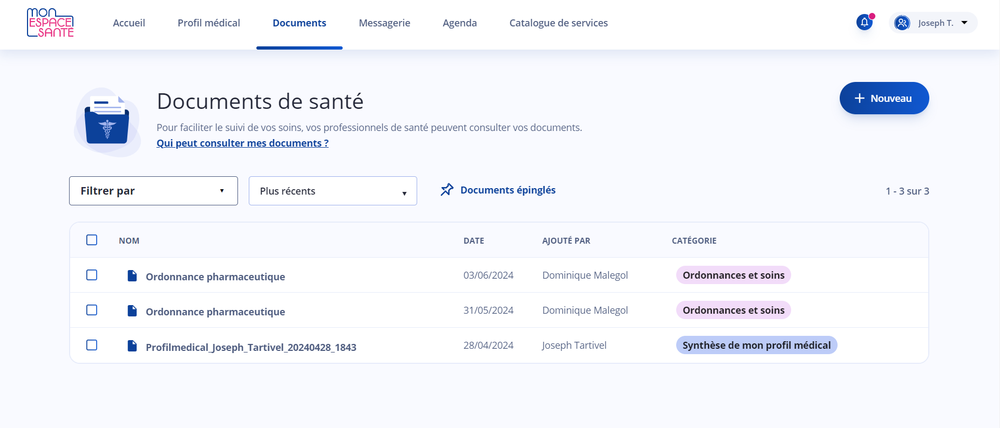 mon
ESPACE
SANTÉ
Accueil
Profil médical
Documents
Messagerie
Agenda
Catalogue de services
Joseph T.
Documents de santé
Pour faciliter le suivi de vos soins, vos professionnels de santé peuvent consulter vos documents.
Qui peut consulter mes documents ?
+ Nouveau
Filtrer par
Plus récents
Documents épinglés
1 - 3 sur 3
NOM DATE AJOUTÉ PAR CATÉGORIE
Ordonnance pharmaceutique 03/06/2024 Dominique Malegol Ordonnances et soins
Ordonnance pharmaceutique 31/05/2024 Dominique Malegol Ordonnances et soins
Profilmedical_Joseph_Tartivel_20240428_1843 28/04/2024 Joseph Tartivel Synthèse de mon profil médical